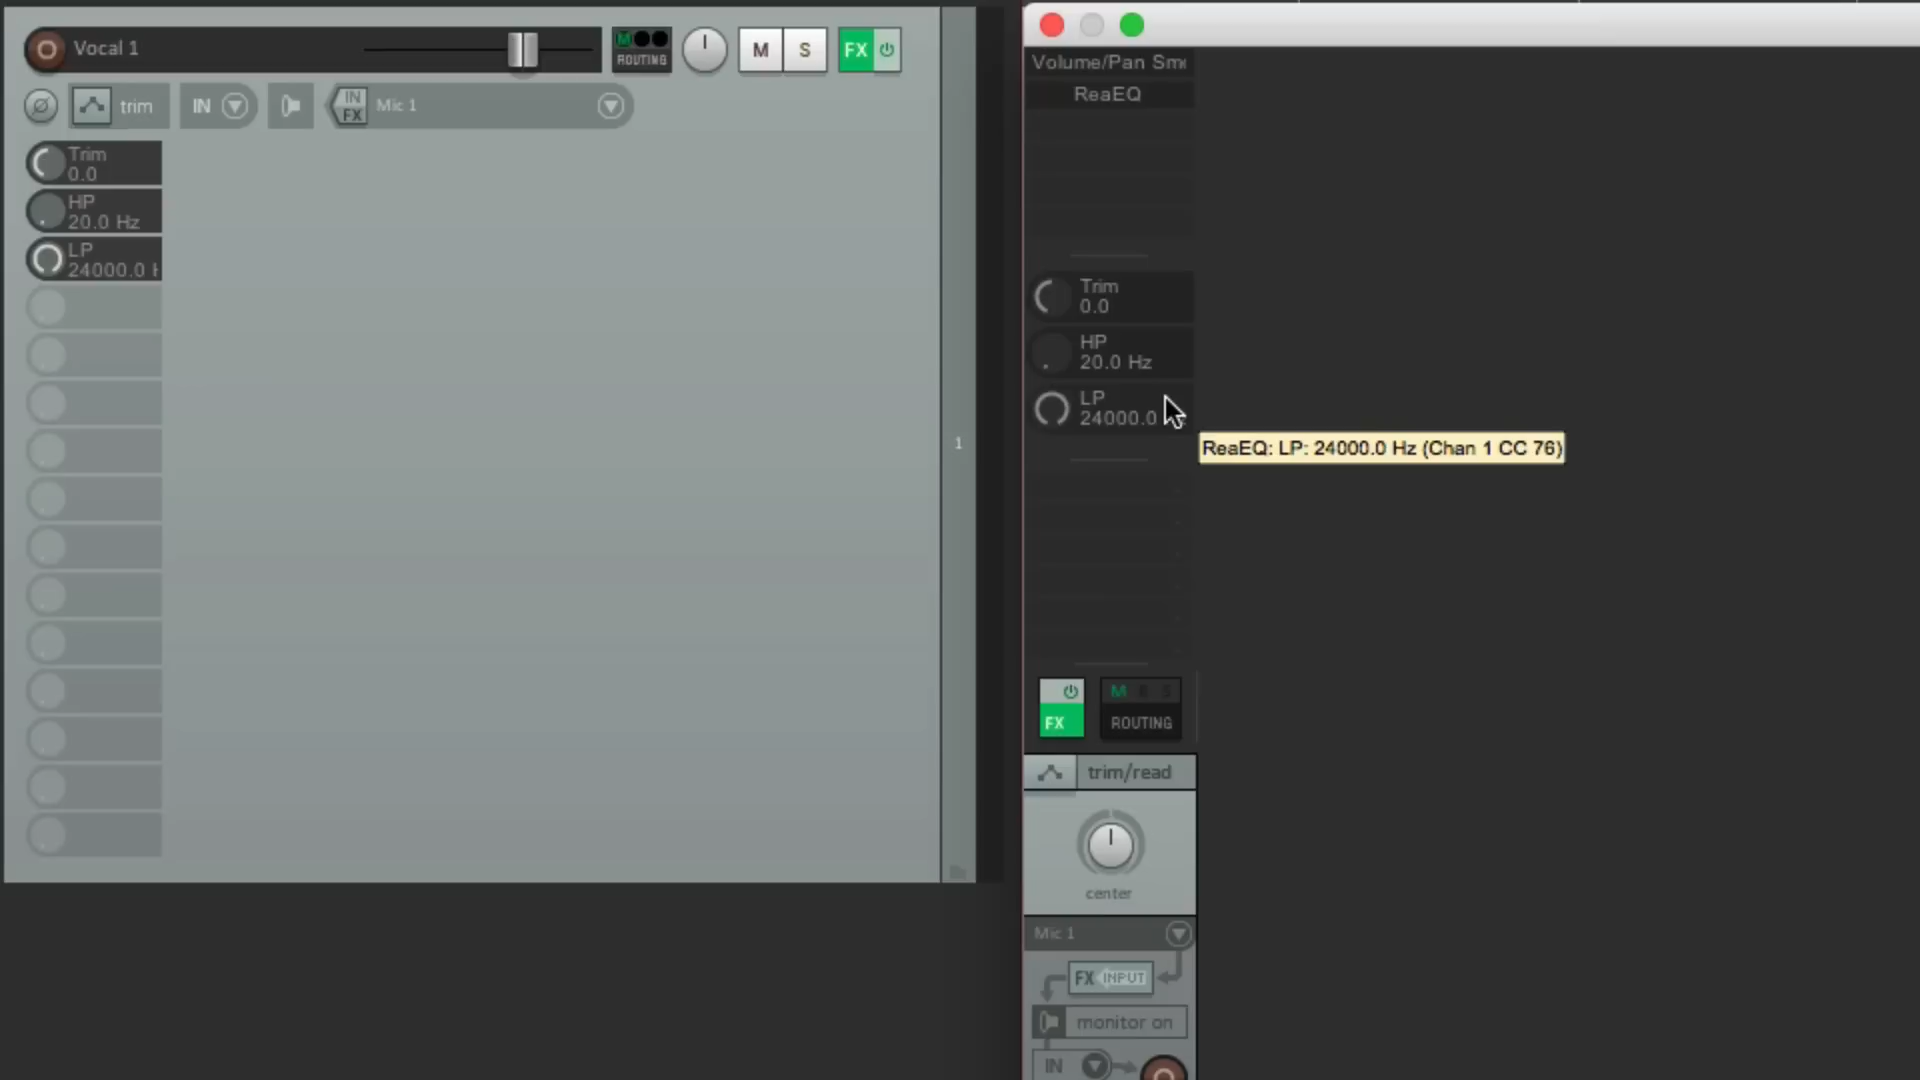 Vocal 1
ROUTING
M
S
FX
trim
IN
IN
FX
Mic 1
Trim
0.0
HP
20.0 Hz
LP
24000.0
1
Volume/Pan
ReaEQ
Trim
0.0
HP
20.0 Hz
LP
24000.0
ReaEQ: LP: 24000.0 Hz (Chan 1 CC 76)
FX
M S
ROUTING
trim/read
center
Mic 1
FX INPUT
monitor on
IN